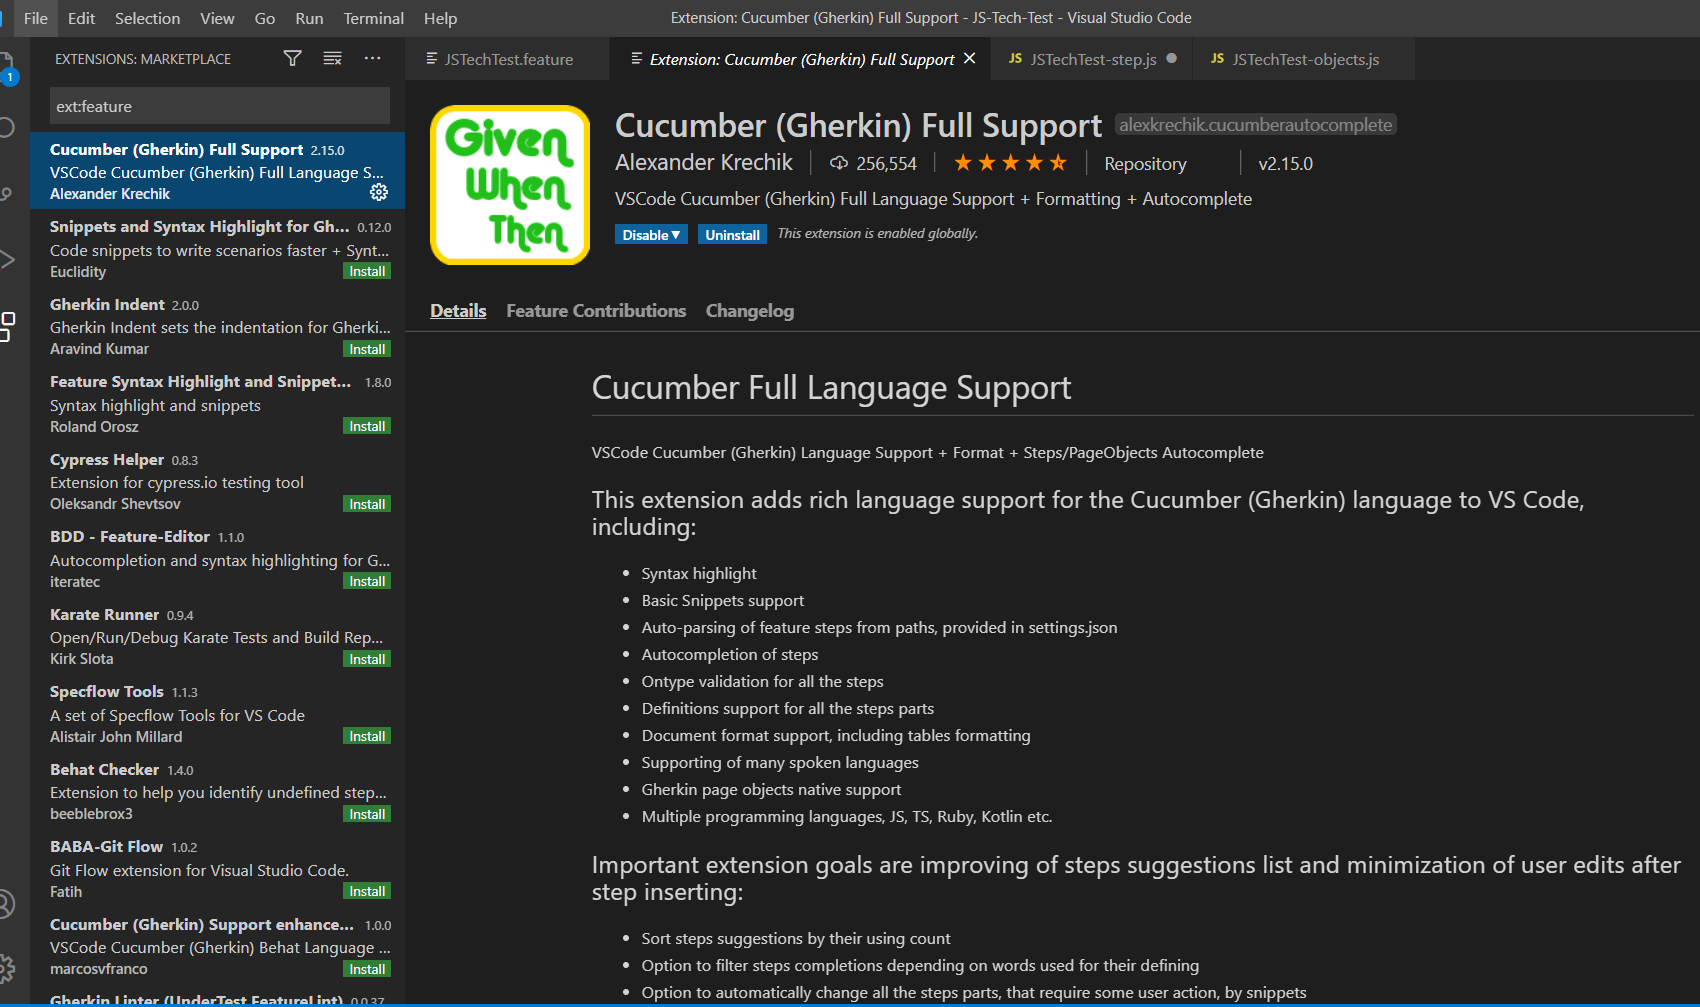 File Edit Selection View Go Run Terminal Help
Extension: Cucumber (Gherkin) Full Support - JS-Tech-Test - Visual Studio Code
1
EXTENSIONS: MARKETPLACE
ext:feature
Cucumber (Gherkin) Full Support 2.15.0
VSCode Cucumber (Gherkin) Full Language S...
Alexander Krechik
Snippets and Syntax Highlight for Gh... 0.12.0
Code snippets to write scenarios faster + Synt...
Euclidity Install
Gherkin Indent 2.0.0
Gherkin Indent sets the indentation for Gherki...
Aravind Kumar Install
Feature Syntax Highlight and Snippet... 1.8.0
Syntax highlight and snippets
Roland Orosz Install
Cypress Helper 0.8.3
Extension for cypress.io testing tool
Oleksandr Shevtsov Install
BDD - Feature-Editor 1.1.0
Autocompletion and syntax highlighting for G...
iteratec Install
Karate Runner 0.9.4
Open/Run/Debug Karate Tests and Build Rep...
Kirk Slota Install
Specflow Tools 1.1.3
A set of Specflow Tools for VS Code
Alistair John Millard Install
Behat Checker 1.4.0
Extension to help you identify undefined step...
beeblebrox3 Install
BABA-Git Flow 1.0.2
Git Flow extension for Visual Studio Code.
Fatih Install
Cucumber (Gherkin) Support enhance... 1.0.0
VSCode Cucumber (Gherkin) Behat Language ...
marcosvfranco Install
Gherkin Linter (UnderTest FeatureLint) 0.0.37
JSTechTest.feature
Extension: Cucumber (Gherkin) Full Support
JS JSTechTest-step.js
JS JSTechTest-objects.js
Given
When
Then
Cucumber (Gherkin) Full Support alexkrechik.cucumberautocomplete
Alexander Krechik 256,554 Repository v2.15.0
VSCode Cucumber (Gherkin) Full Language Support + Formatting + Autocomplete
Disable Uninstall This extension is enabled globally.
Details Feature Contributions Changelog
Cucumber Full Language Support
VSCode Cucumber (Gherkin) Language Support + Format + Steps/PageObjects Autocomplete
This extension adds rich language support for the Cucumber (Gherkin) language to VS Code,
including:
• Syntax highlight
• Basic Snippets support
• Auto-parsing of feature steps from paths, provided in settings.json
• Autocompletion of steps
• Ontype validation for all the steps
• Definitions support for all the steps parts
• Document format support, including tables formatting
• Supporting of many spoken languages
• Gherkin page objects native support
• Multiple programming languages, JS, TS, Ruby, Kotlin etc.
Important extension goals are improving of steps suggestions list and minimization of user edits after
step inserting:
• Sort steps suggestions by their using count
• Option to filter steps completions depending on words used for their defining
• Option to automatically change all the steps parts, that require some user action, by snippets